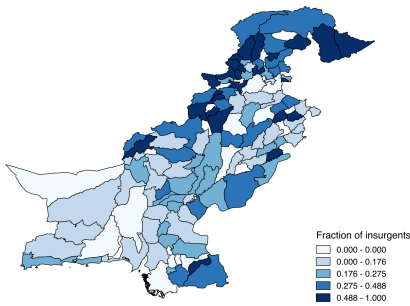 Fraction of insurgents
0.000 - 0.000
0.000 - 0.176
0.176 - 0.275
0.275 - 0.488
0.488 - 1.000